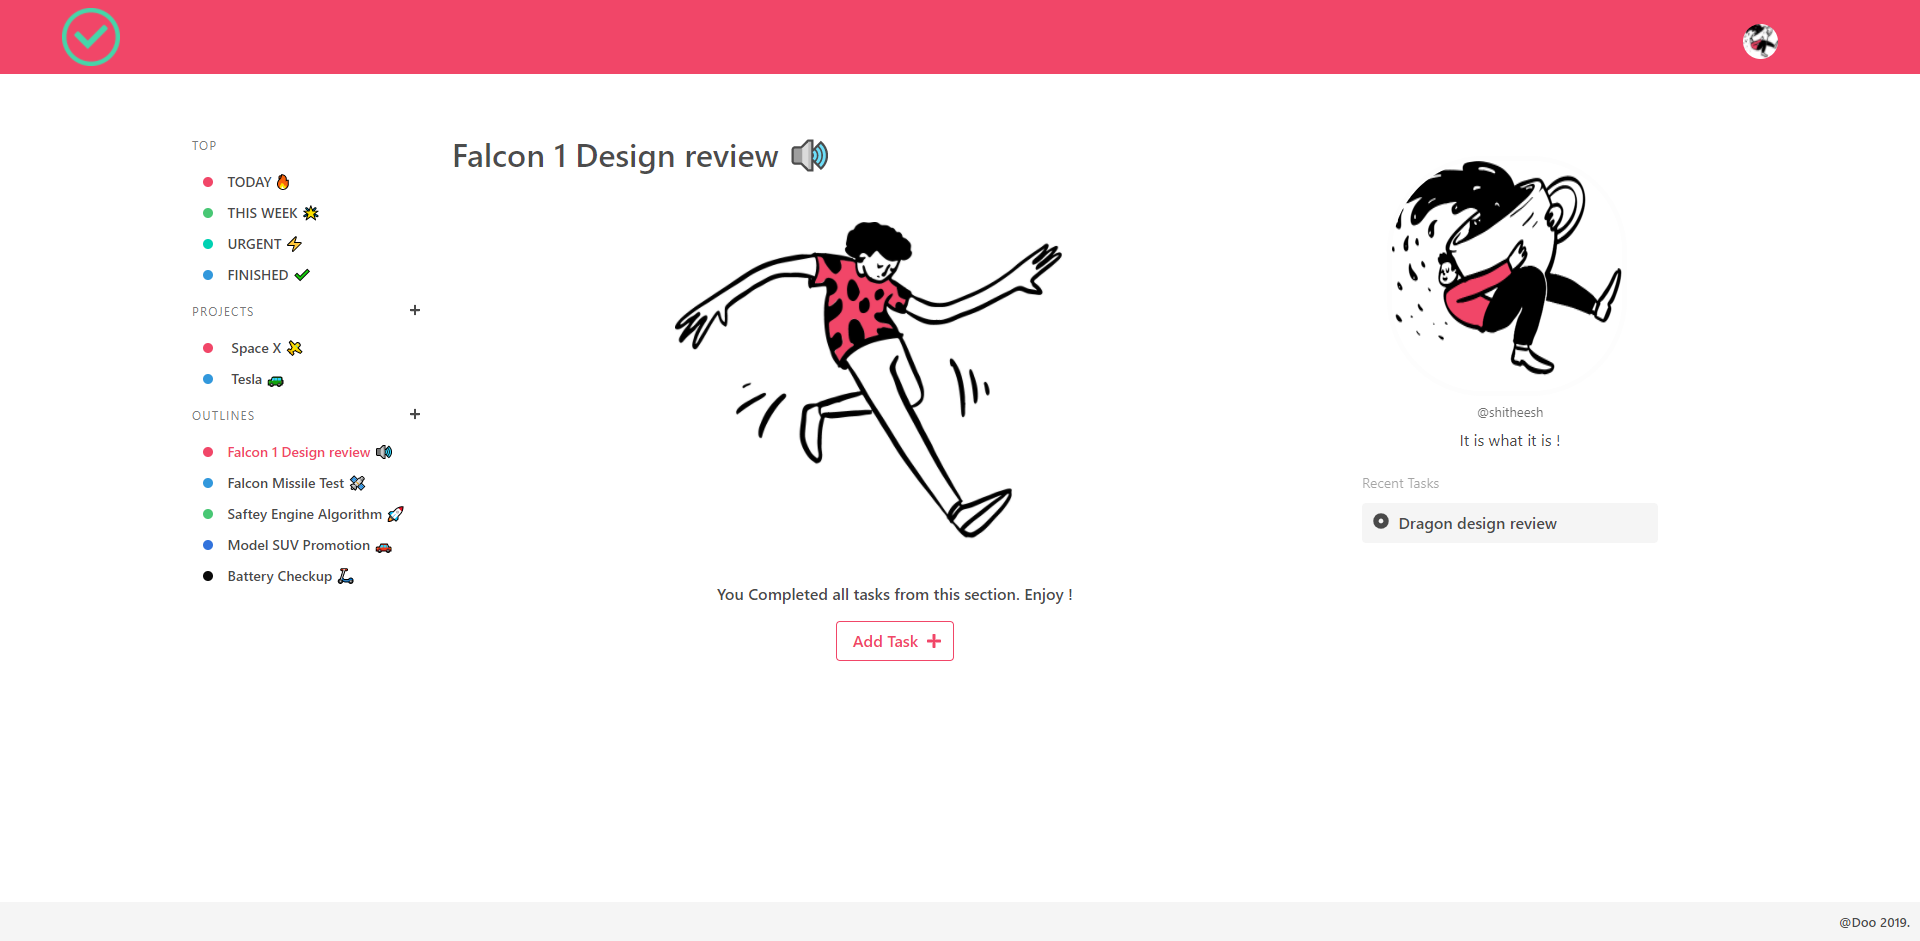 TOP
TODAY 🔥
THIS WEEK 🌟
URGENT ⚡
FINISHED ✔
PROJECTS
Space X
Tesla 🚙
OUTLINES
Falcon 1 Design review 🔊
Falcon Missile Test 🛰
Saftey Engine Algorithm 🚀
Model SUV Promotion 🚗
Battery Checkup 🛴
Falcon 1 Design review 🔊
You Completed all tasks from this section. Enjoy !
Add Task
@shitheesh
It is what it is !
Recent Tasks
Dragon design review
@Doo 2019.